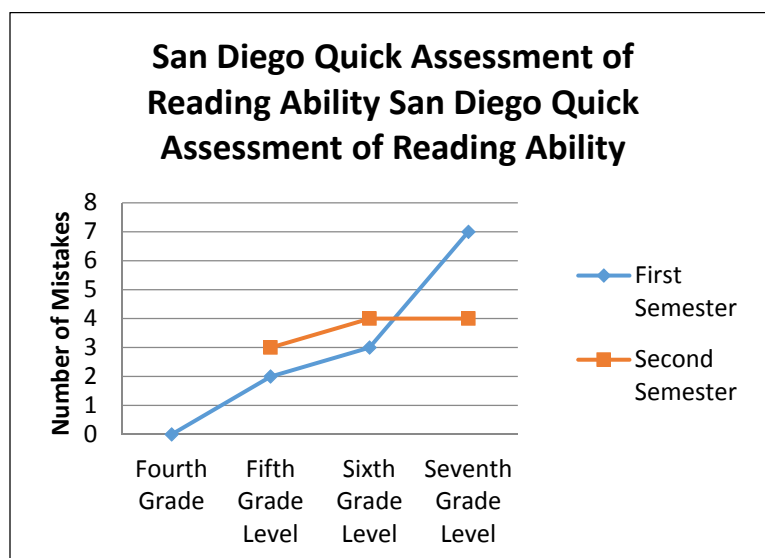 San Diego Quick Assessment of
Reading Ability San Diego Quick
Assessment of Reading Ability
Number of Mistakes
8
7
6
5
4
3
2
1
0
Fourth
Grade
Fifth
Grade
Level
Sixth
Grade
Level
Seventh
Grade
Level
First
Semester
Second
Semester